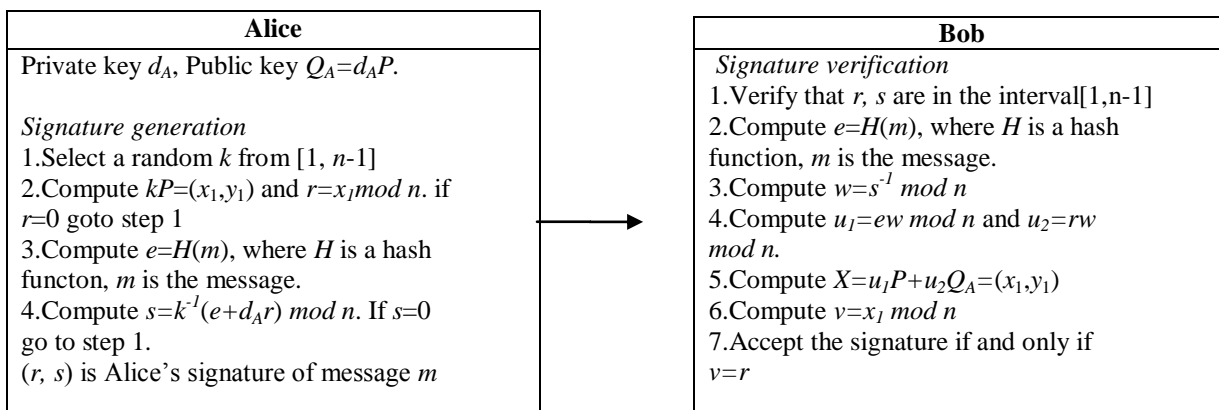 Alice
Private key d_A, Public key Q_A=d_AP.
Signature generation
1.Select a random k from [1, n-1]
2.Compute kP=(x_1,y_1) and r=x_1mod n. if
r=0 goto step 1
3.Compute e=H(m), where H is a hash
functon, m is the message.
4.Compute s=k^{-1}(e+d_Ar) mod n. If s=0
go to step 1.
(r, s) is Alice's signature of message m
Bob
Signature verification
1.Verify that r, s are in the interval[1,n-1]
2.Compute e=H(m), where H is a hash
function, m is the message.
3.Compute w=s^{-1} mod n
4.Compute u_1=ew mod n and u_2=rw
mod n.
5.Compute X=u_1P+u_2Q_A=(x_1,y_1)
6.Compute v=x_1 mod n
7.Accept the signature if and only if
v=r